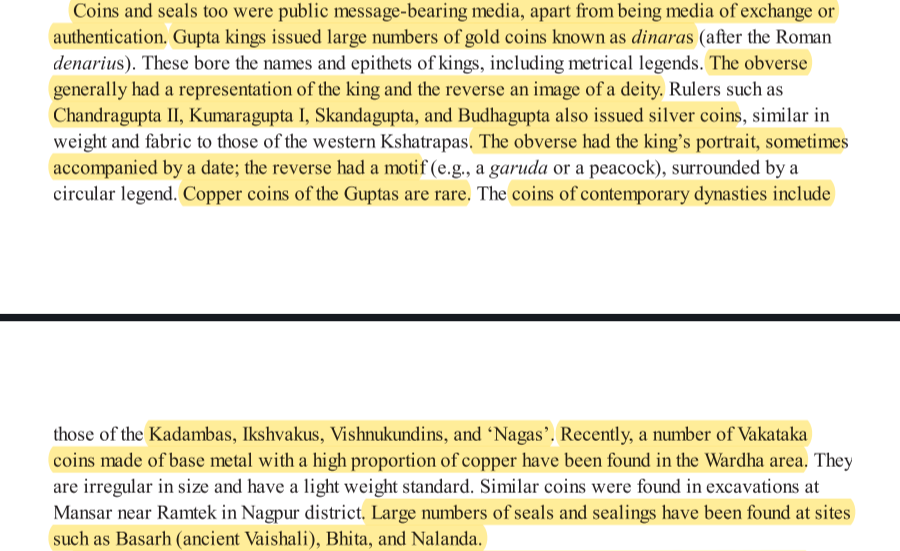 Coins and seals too were public message-bearing media, apart from being media of exchange or
authentication. Gupta kings issued large numbers of gold coins known as dinaras (after the Roman
denarius). These bore the names and epithets of kings, including metrical legends. The obverse
generally had a representation of the king and the reverse an image of a deity. Rulers such as
Chandragupta II, Kumaragupta I, Skandagupta, and Budhagupta also issued silver coins, similar in
weight and fabric to those of the western Kshatrapas. The obverse had the king’s portrait, sometimes
accompanied by a date; the reverse had a motif (e.g., a garuda or a peacock), surrounded by a
circular legend. Copper coins of the Guptas are rare. The coins of contemporary dynasties include
those of the Kadambas, Ikshvakus, Vishnukundins, and ‘Nagas’. Recently, a number of Vakataka
coins made of base metal with a high proportion of copper have been found in the Wardha area. They
are irregular in size and have a light weight standard. Similar coins were found in excavations at
Mansar near Ramtek in Nagpur district. Large numbers of seals and sealings have been found at sites
such as Basarh (ancient Vaishali), Bhita, and Nalanda.